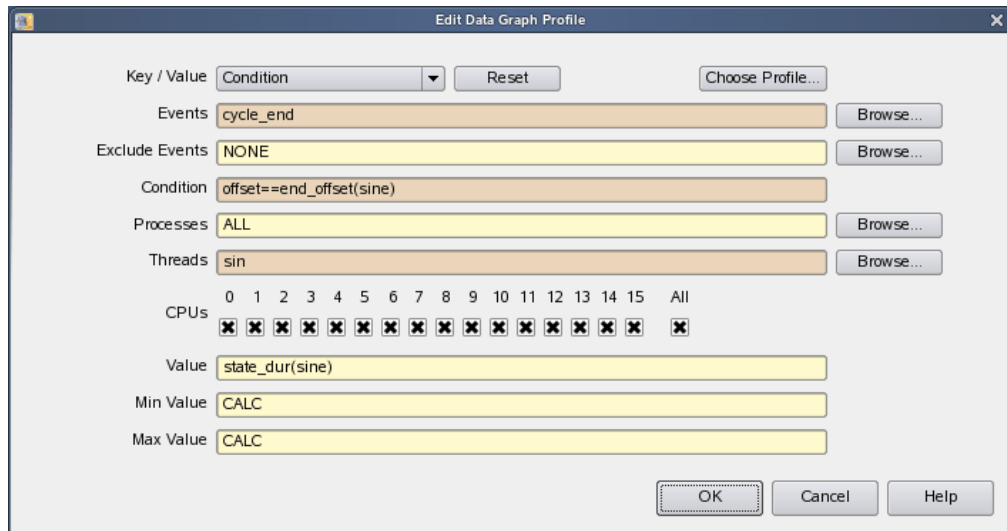 Edit Data Graph Profile
Key / Value Condition Reset Choose Profile...
Events cycle_end Browse...
Exclude Events NONE Browse...
Condition offset==end_offset(sine)
Processes ALL Browse...
Threads sin Browse...
0 1 2 3 4 5 6 7 8 9 10 11 12 13 14 15 All
CPUs
Value state_dur(sine)
Min Value CALC
Max Value CALC
OK Cancel Help